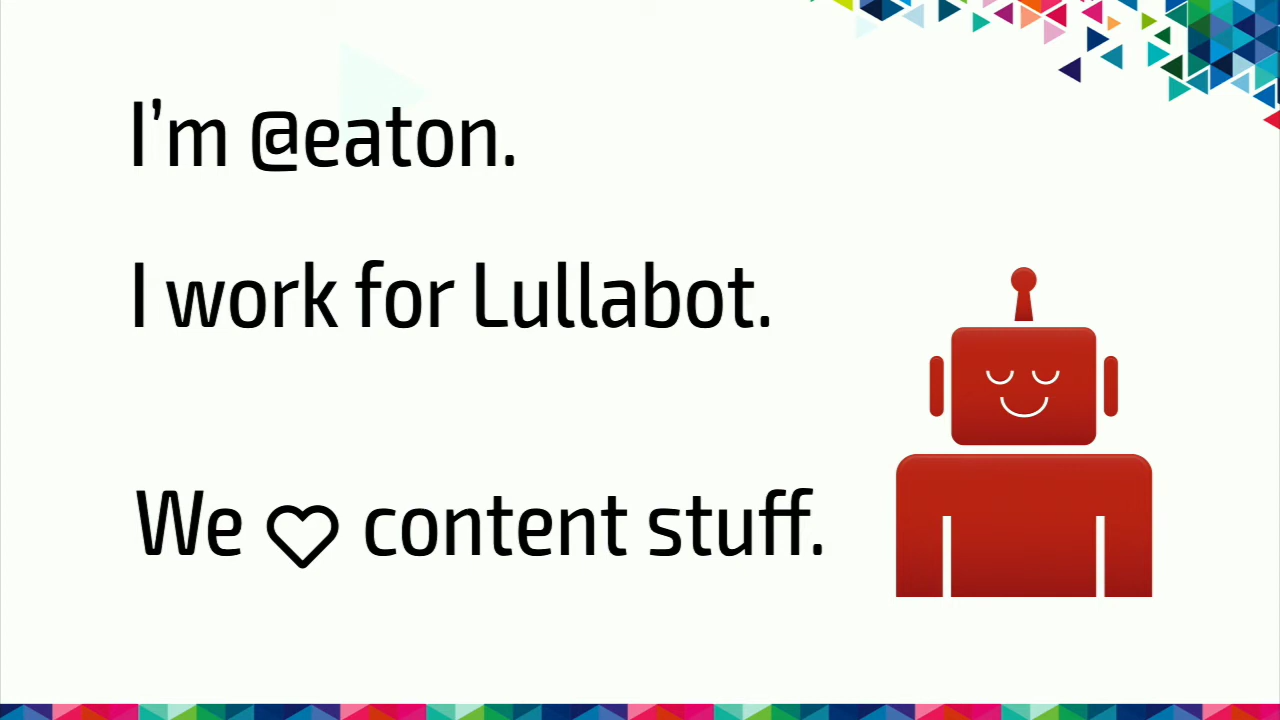 I’m @eaton.
I work for Lullabot.
We ♡ content stuff.